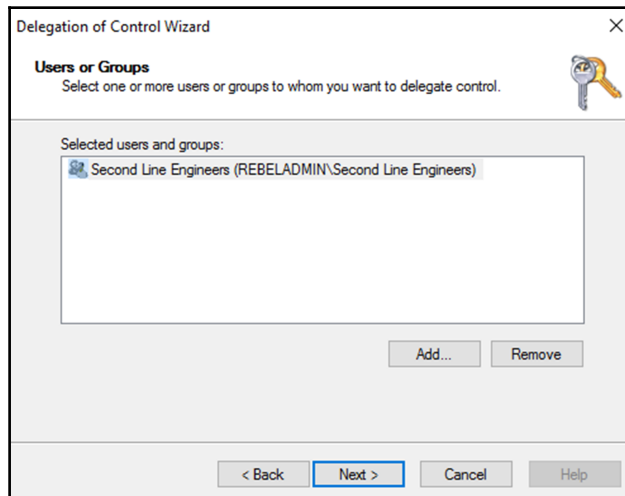 Delegation of Control Wizard
Users or Groups
Select one or more users or groups to whom you want to delegate control.
Selected users and groups:
Second Line Engineers (REBELADMIN\Second Line Engineers)
Add... Remove
< Back Next > Cancel Help